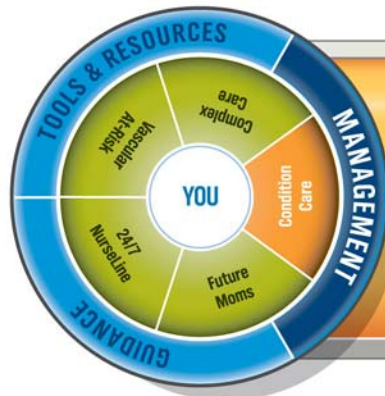 TOOLS & RESOURCES
MANAGEMENT
GUIDANCE
Vascular
At-Risk
Complex
Care
Condition
Care
Future
Moms
24/7
NurseLine
YOU